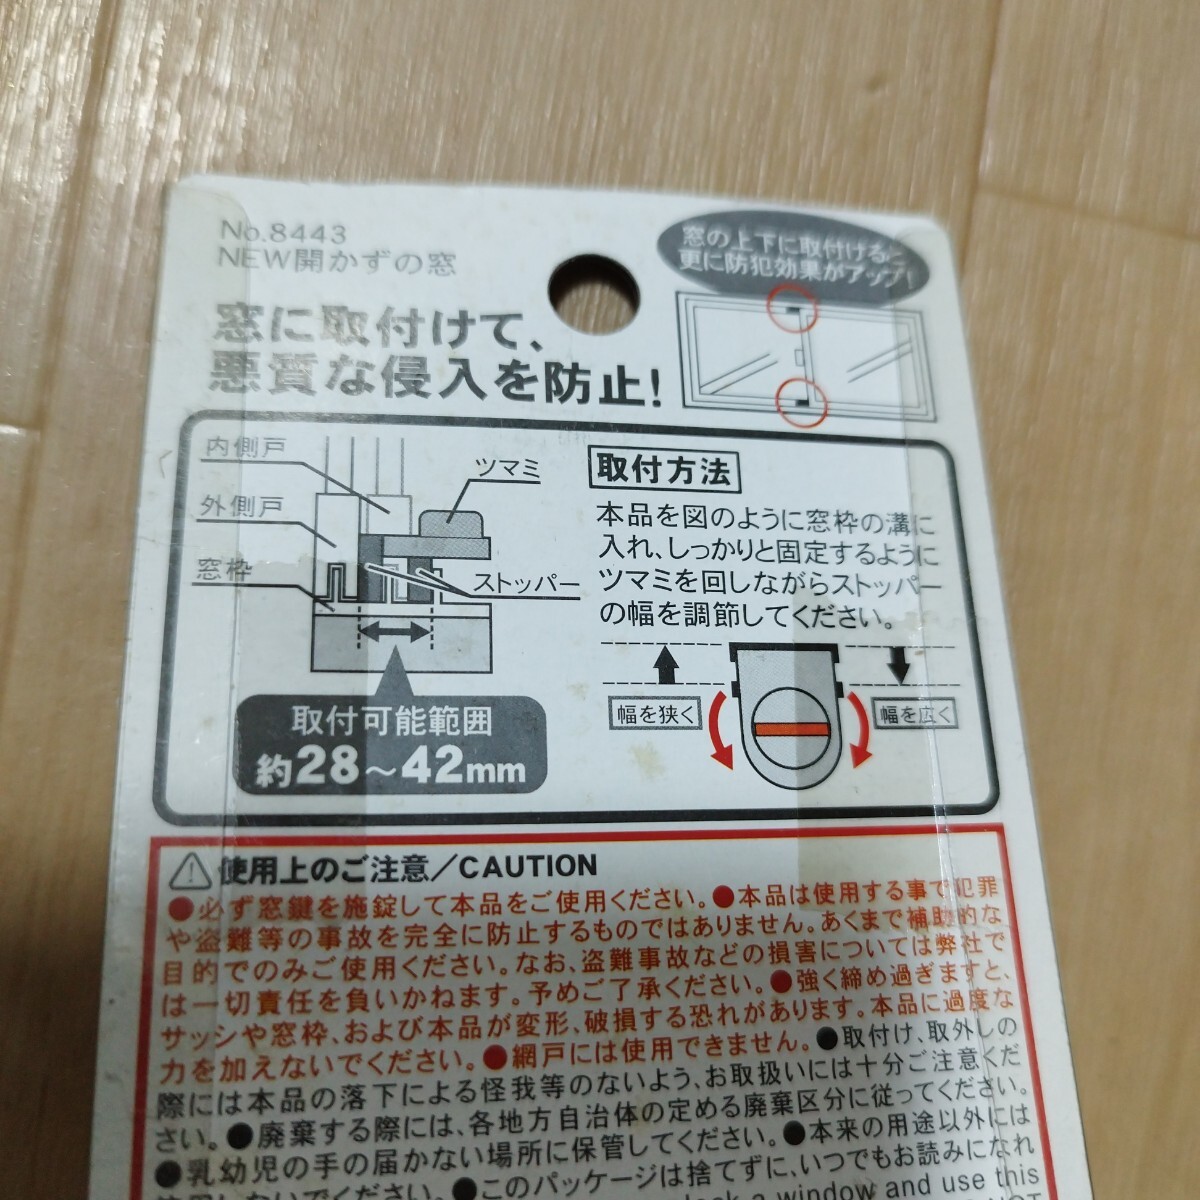 No.8443
NEW開かずの窓
窓の上下に取付けると
更に防犯効果がアップ!
窓に取付けて、
悪質な侵入を防止!
内側戸
外側戸
窓枠
ツマミ
ストッパー
取付可能範囲
約28～42mm
取付方法
本品を図のように窓枠の溝に
入れ、しっかりと固定するように
ツマミを回しながらストッパー
の幅を調節してください。
幅を狭く
幅を広く
使用上のご注意/CAUTION
●必ず窓鍵を施錠して本品をご使用ください。●本品は使用する事で犯罪
や盗難等の事故を完全に防止するものではありません。あくまで補助的な
目的でのみご使用ください。なお、盗難事故などの損害については弊社で
は一切責任を負いかねます。予めご了承ください。●強く締め過ぎますと、
サッシや窓枠、および本品が変形、破損する恐れがあります。本品に過度な
力を加えないでください。●網戸には使用できません。●取付け、取外しの
際には本品の落下による怪我等のないよう、お取扱いには十分ご注意くだ
さい。●廃棄する際には、各地方自治体の定める廃棄区分に従ってください。
●乳幼児の手の届かない場所に保管してください。●本来の用途以外には
使用しないでください。●このパッケージは捨てずに、いつでもお読みになれ
lock a window and use this